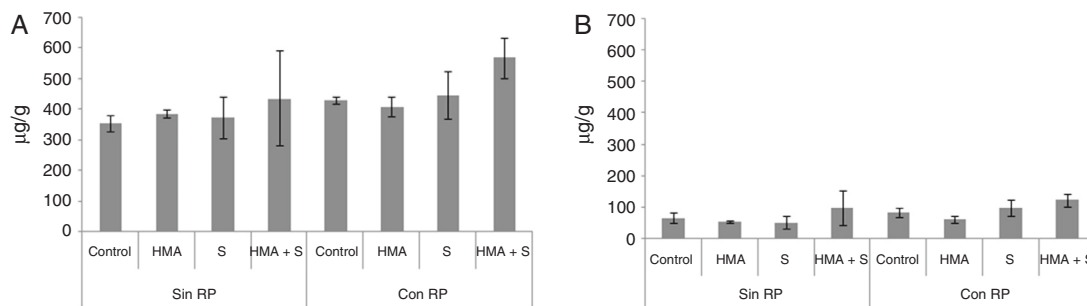 A
μg/g
700
600
500
400
300
200
100
0
Control HMA S HMA + S Control HMA S HMA + S
Sin RP Con RP
B
μg/g
700
600
500
400
300
200
100
0
Control HMA S HMA + S Control HMA S HMA + S
Sin RP Con RP